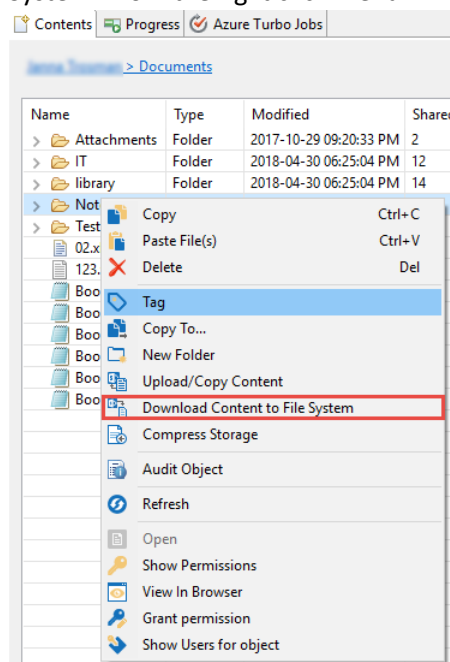 Contents Progress Azure Turbo Jobs
> Documents
Name Type Modified Shared
Attachments Folder 2017-10-29 09:20:33 PM 2
IT Folder 2018-04-30 06:25:04 PM 12
library Folder 2018-04-30 06:25:04 PM 14
Not
Test
02.x
123.
Boo
Boo
Boo
Boo
Boo
Boo
Copy Ctrl+C
Paste File(s) Ctrl+V
Delete Del
Tag
Copy To...
New Folder
Upload/Copy Content
Download Content to File System
Compress Storage
Audit Object
Refresh
Open
Show Permissions
View In Browser
Grant permission
Show Users for object